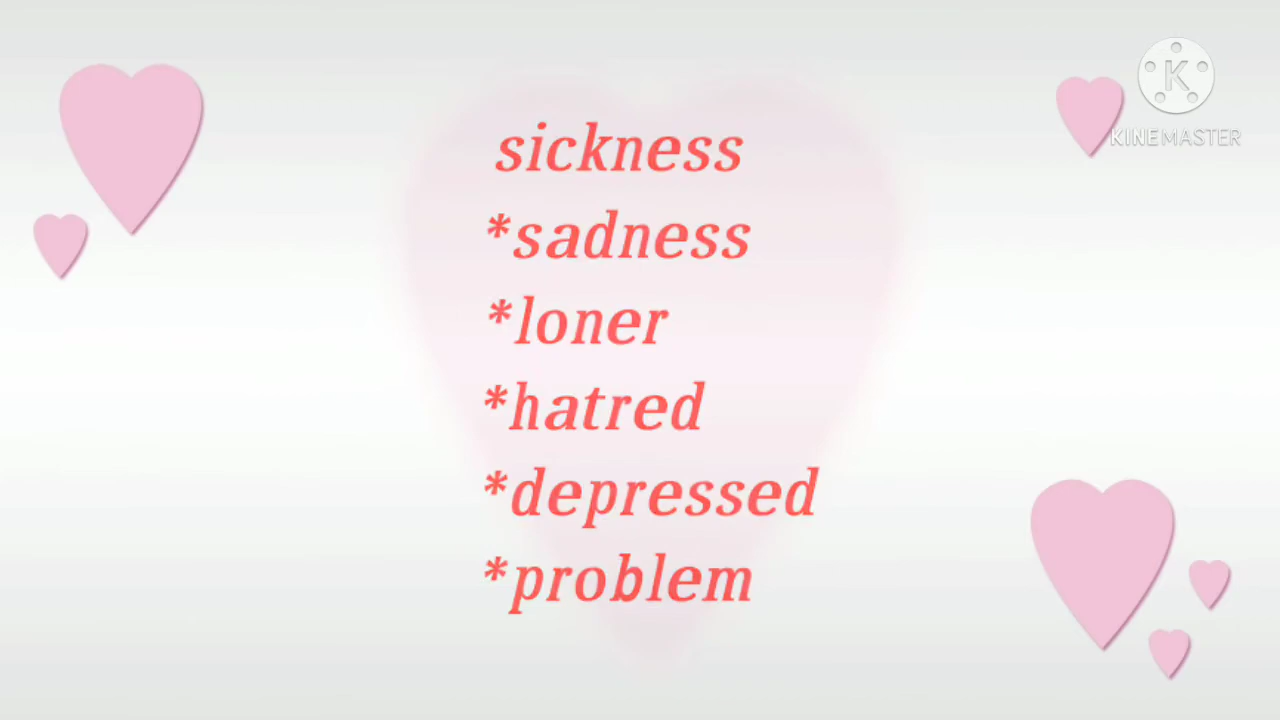 sickness
*sadness
*loner
*hatred
*depressed
*problem
K
KINEMASTER